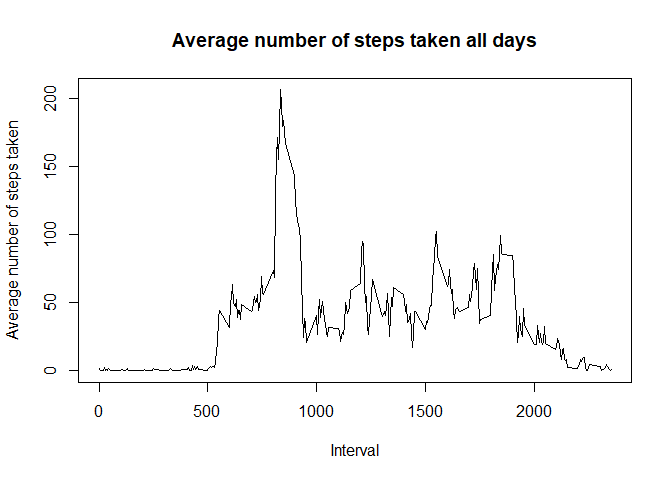 Average number of steps taken all days
Average number of steps taken
200
150
100
50
0
0 500 1000 1500 2000
Interval